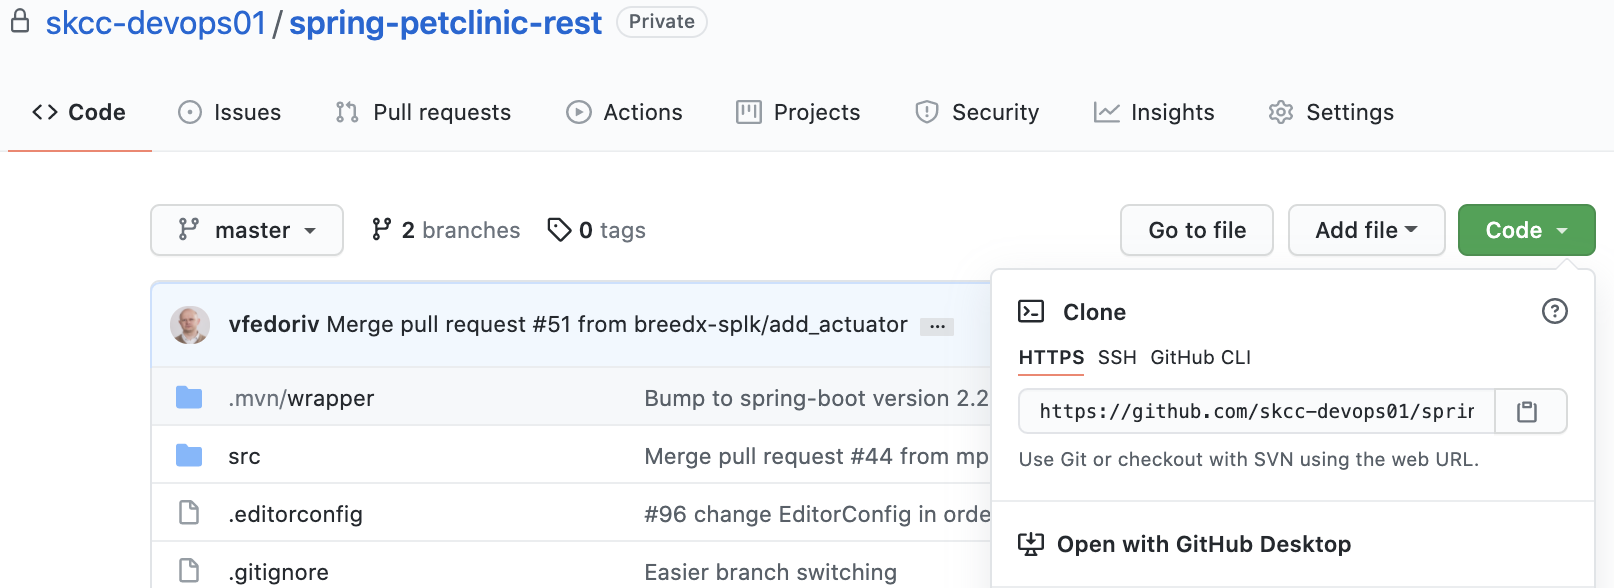 skcc-devops01 / spring-petclinic-rest Private
Code Issues Pull requests Actions Projects Security Insights Settings
master 2 branches 0 tags Go to file Add file Code
vfedoriv Merge pull request #51 from breedx-splk/add_actuator ...
.mvn/wrapper Bump to spring-boot version 2.2
src Merge pull request #44 from mp
.editorconfig #96 change EditorConfig in orde
.gitignore Easier branch switching
Clone
HTTPS SSH GitHub CLI
https://github.com/skcc-devops01/sprin
Use Git or checkout with SVN using the web URL.
Open with GitHub Desktop